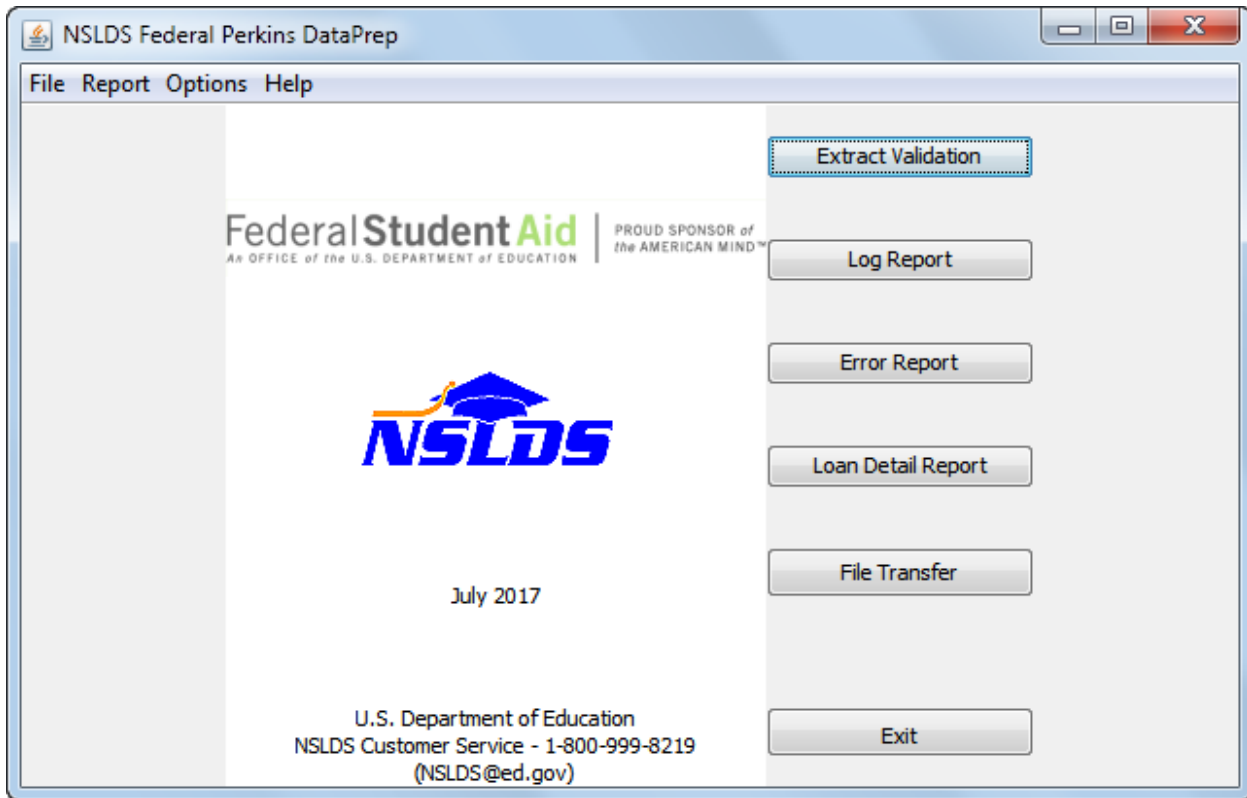 NSLDS Federal Perkins DataPrep
File Report Options Help
Extract Validation
Federal Student Aid
An OFFICE of the U.S. DEPARTMENT of EDUCATION
PROUD SPONSOR of
the AMERICAN MIND™
Log Report
Error Report
NSLDS
Loan Detail Report
File Transfer
July 2017
U.S. Department of Education
NSLDS Customer Service - 1-800-999-8219
(NSLDS@ed.gov)
Exit